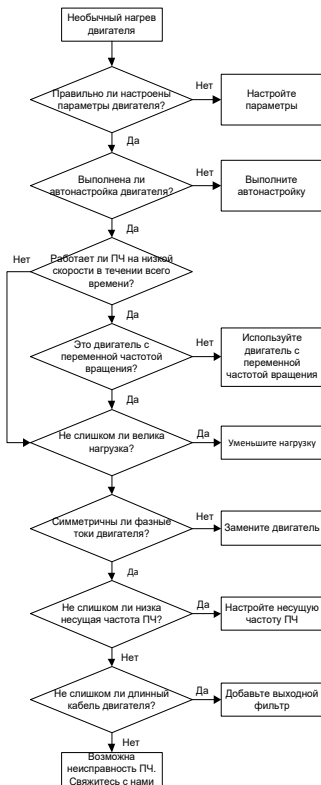 Необычный нагрев
двигателя
Правильно ли настроены
параметры двигателя?
Нет
Настройте
параметры
Да
Выполнена ли
автонастройка двигателя?
Нет
Выполните
автонастройку
Да
Нет
Работает ли ПЧ на низкой
скорости в течении всего
времени?
Да
Это двигатель с
переменной частотой
вращения?
Нет
Используйте
двигатель с
переменной
частотой вращения
Да
Не слишком ли велика
нагрузка?
Да
Уменьшите нагрузку
Симметричны ли фазные
токи двигателя?
Нет
Замените двигатель
Да
Не слишком ли низка
несущая частота ПЧ?
Да
Настройте несущую
частоту ПЧ
Нет
Не слишком ли длинный
кабель двигателя?
Да
Добавьте выходной
фильтр
Нет
Возможна
неисправность ПЧ.
Свяжитесь с нами